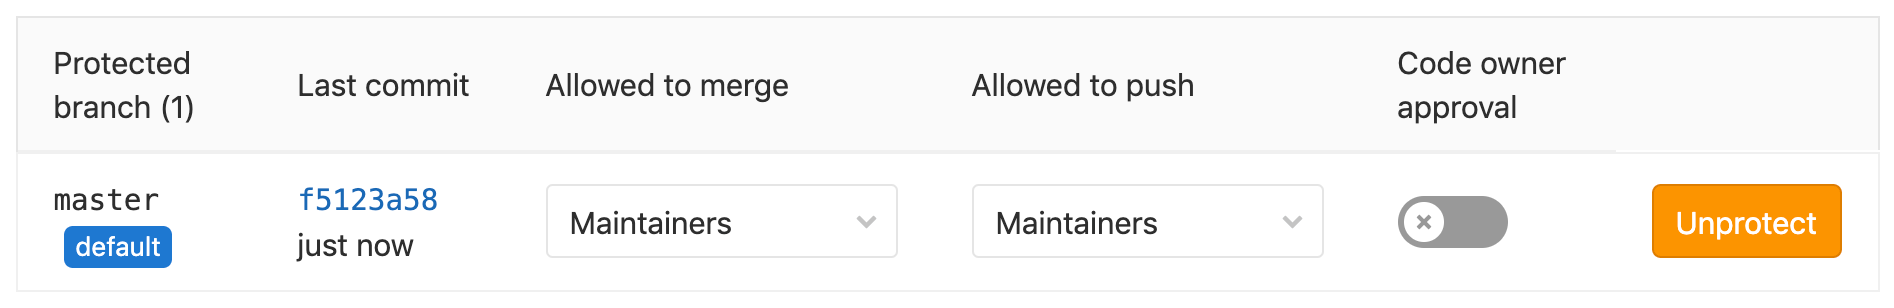 Protected
branch (1)
Last commit
Allowed to merge
Allowed to push
Code owner
approval
master
default
f5123a58
just now
Maintainers
Maintainers
Unprotect